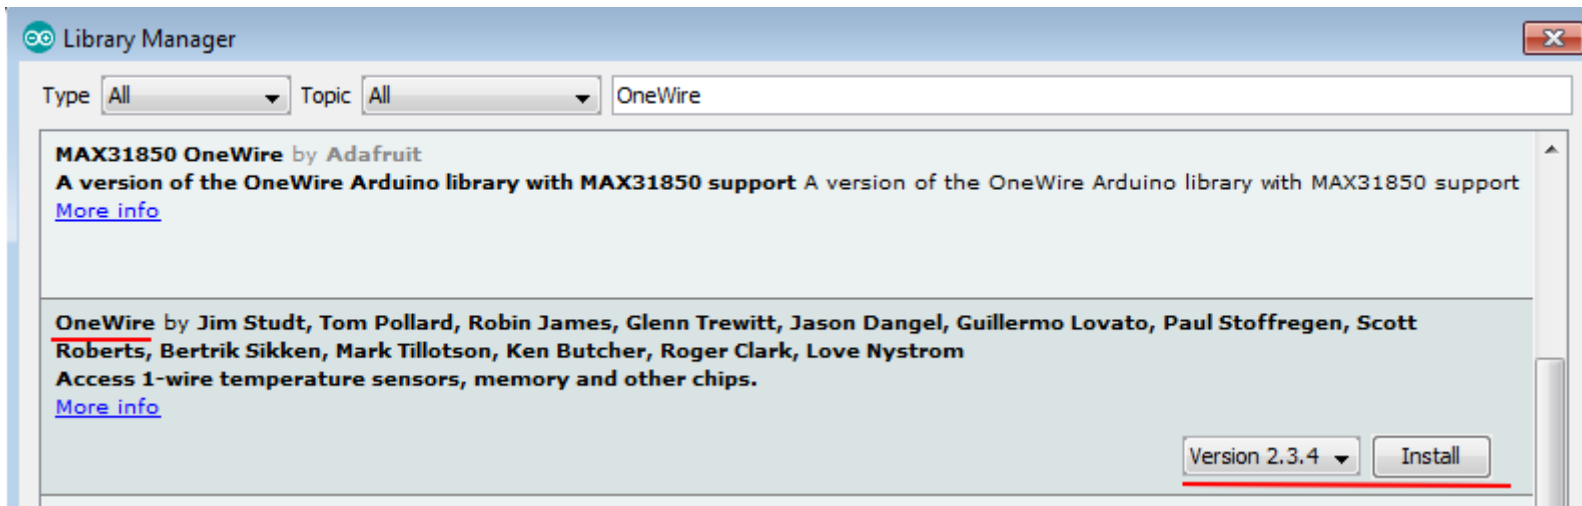 Library Manager
Type All Topic All OneWire
MAX31850 OneWire by Adafruit
A version of the OneWire Arduino library with MAX31850 support A version of the OneWire Arduino library with MAX31850 support
More info
OneWire by Jim Studt, Tom Pollard, Robin James, Glenn Trewitt, Jason Dangel, Guillermo Lovato, Paul Stoffregen, Scott
Roberts, Bertrik Sikken, Mark Tillotson, Ken Butcher, Roger Clark, Love Nystrom
Access 1-wire temperature sensors, memory and other chips.
More info
Version 2.3.4 Install